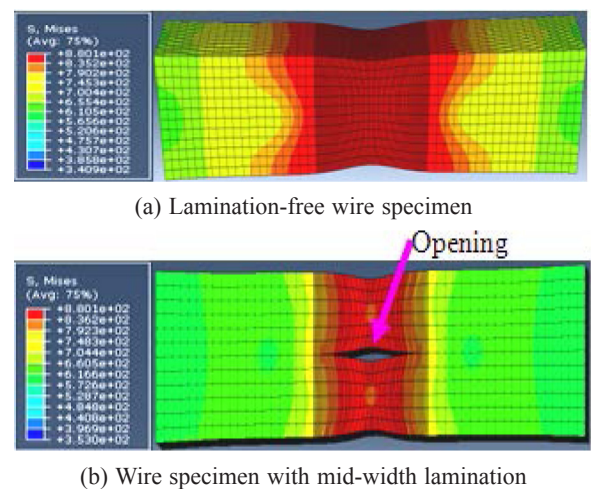 S, Mises
(Avg: 75%)
+8.801e+02
+8.352e+02
+7.902e+02
+7.453e+02
+7.004e+02
+6.554e+02
+6.105e+02
+5.656e+02
+5.206e+02
+4.757e+02
+4.307e+02
+3.858e+02
+3.409e+02
(a) Lamination-free wire specimen
Opening
S, Mises
(Avg: 75%)
+8.801e+02
+8.362e+02
+7.923e+02
+7.483e+02
+7.044e+02
+6.605e+02
+6.166e+02
+5.726e+02
+5.287e+02
+4.848e+02
+4.408e+02
+3.969e+02
+3.530e+02
(b) Wire specimen with mid-width lamination